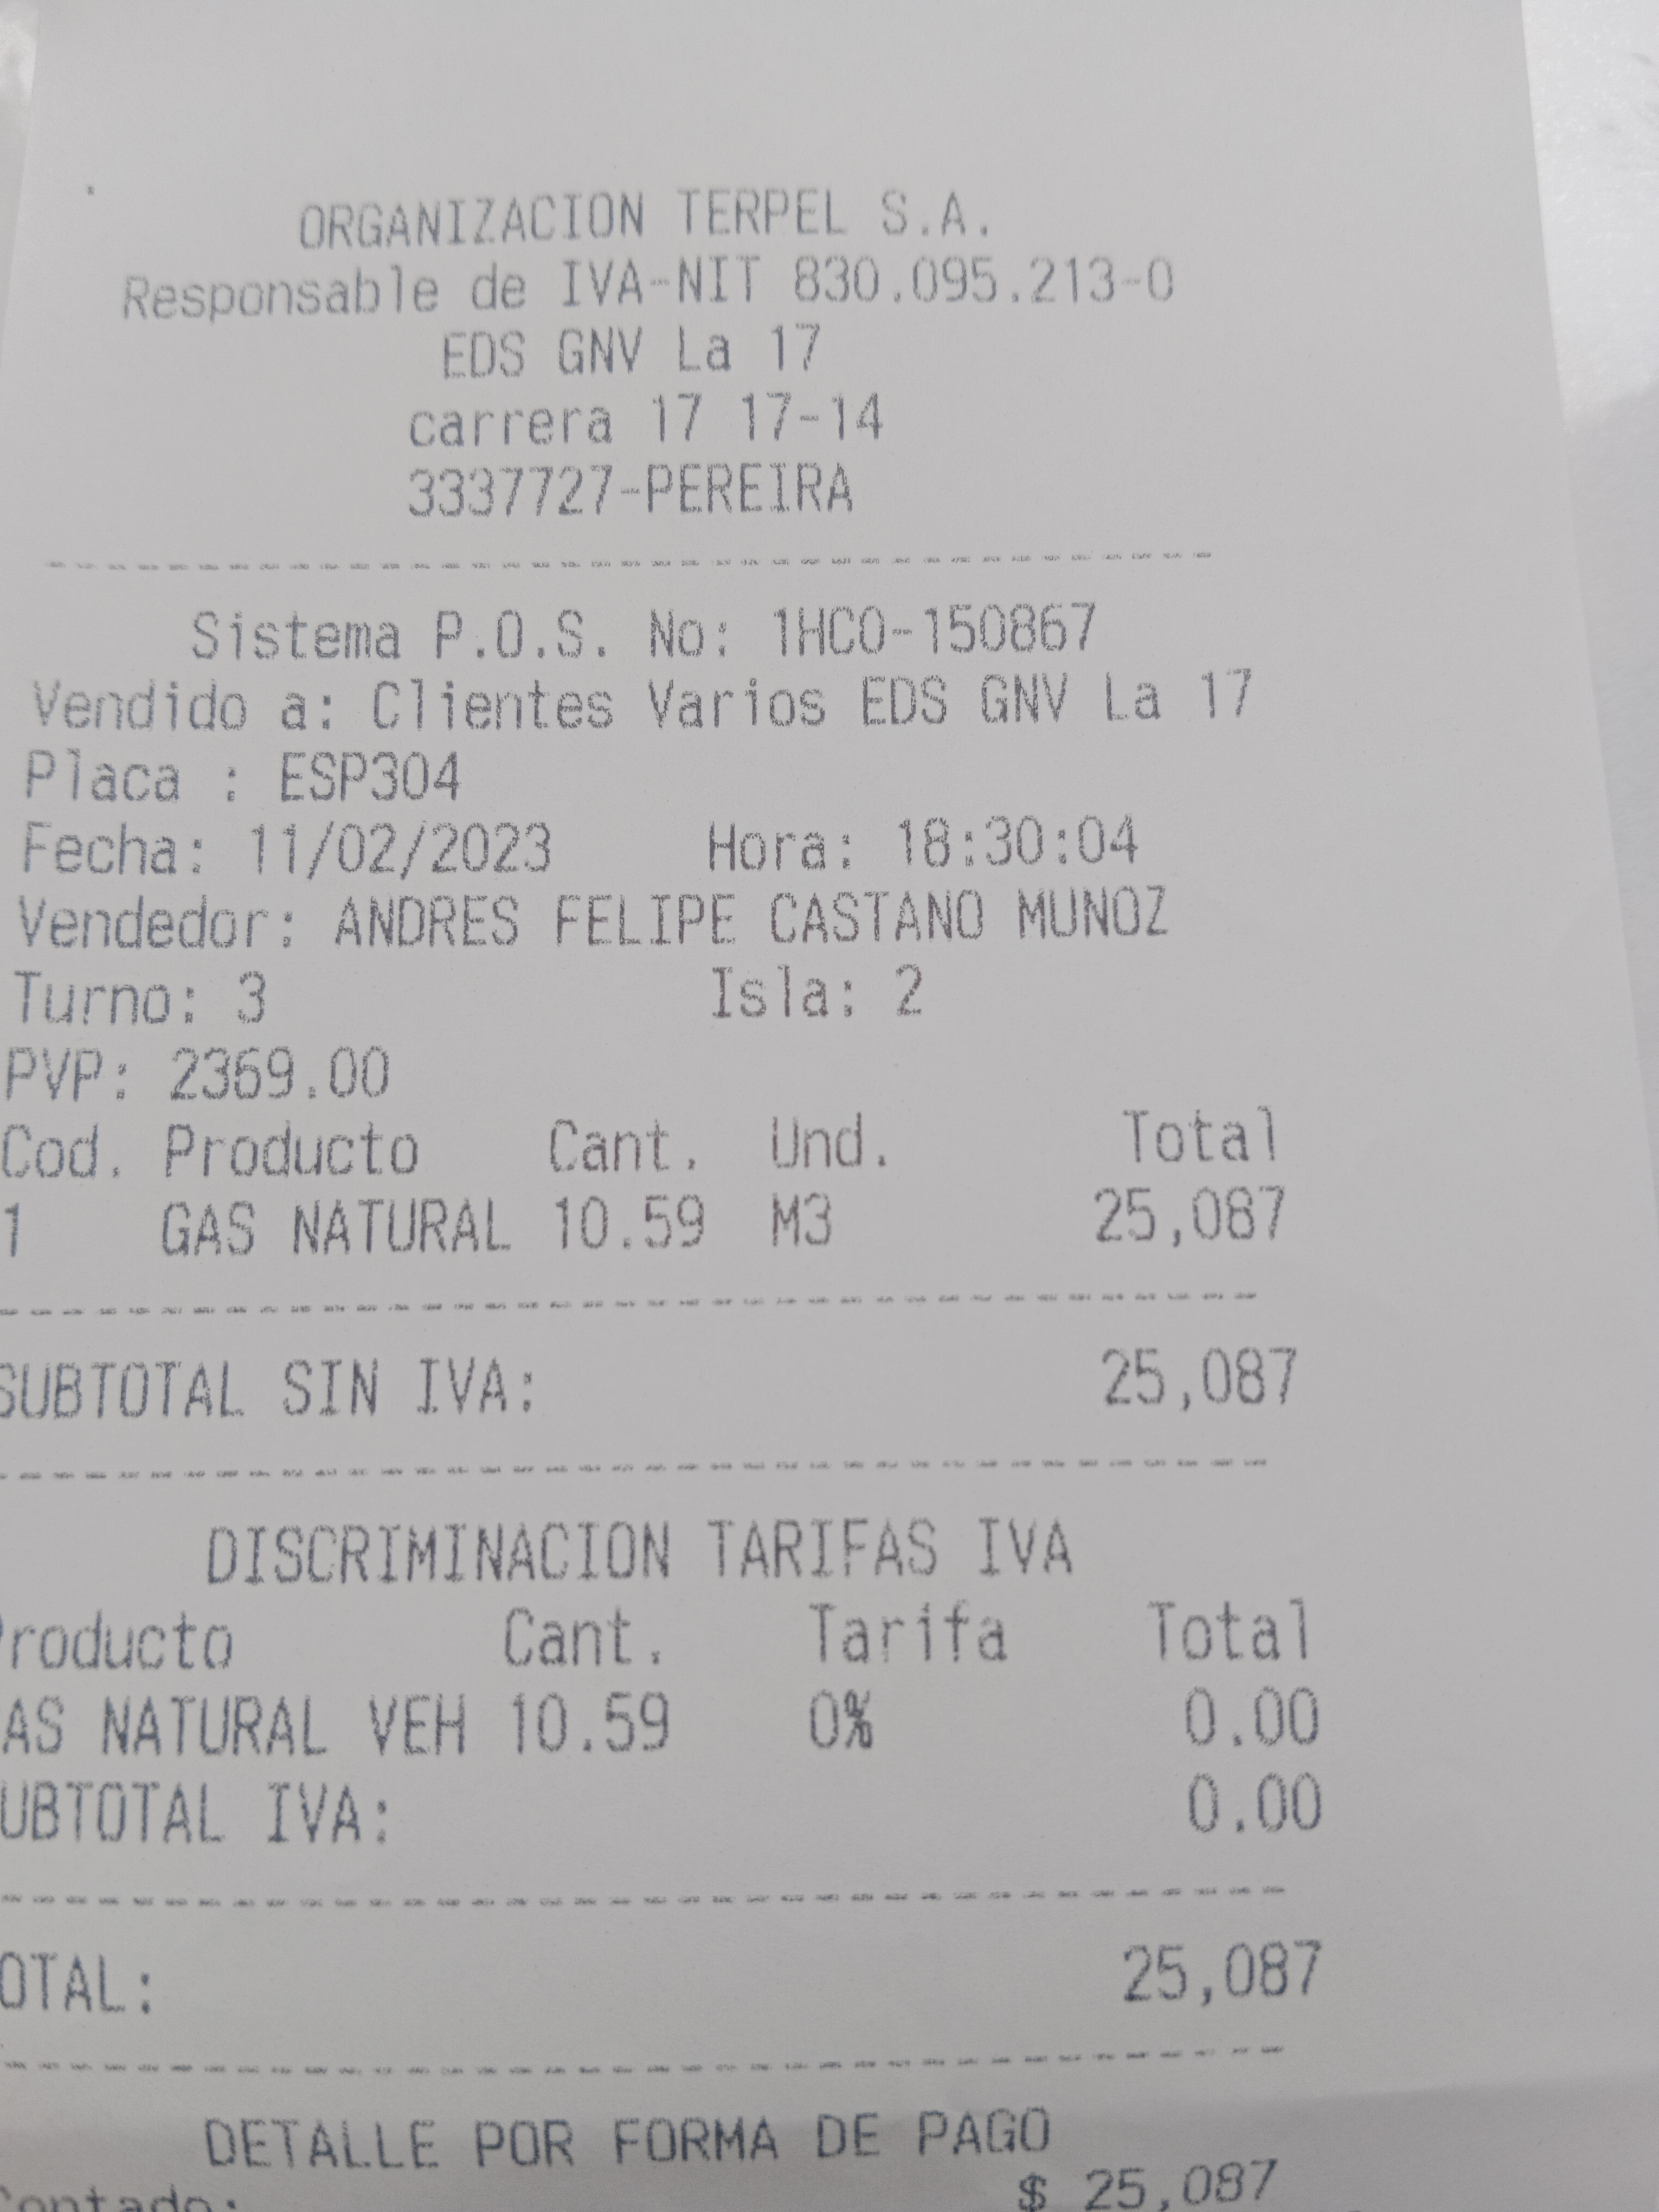 ORGANIZACION TERPEL S.A.
Responsable de IVA-NIT 830.095.213-0
EDS GNV La 17
carrera 17 17-14
3337727-PEREIRA
Sistema P.O.S. No: 1HCO-150867
Vendido a: Clientes Varios EDS GNV La 17
Placa : ESP304
Fecha: 11/02/2023 Hora: 18:30:04
Vendedor: ANDRES FELIPE CASTANO MUNOZ
Turno: 3 Isla: 2
PVP: 2369.00
Cod. Producto Cant. Und. Total
1 GAS NATURAL 10.59 M3 25,087
SUBTOTAL SIN IVA: 25,087
DISCRIMINACION TARIFAS IVA
Producto Cant. Tarifa Total
AS NATURAL VEH 10.59 0% 0.00
UBTOTAL IVA: 0.00
OTAL: 25,087
DETALLE POR FORMA DE PAGO
Contado: $ 25,087